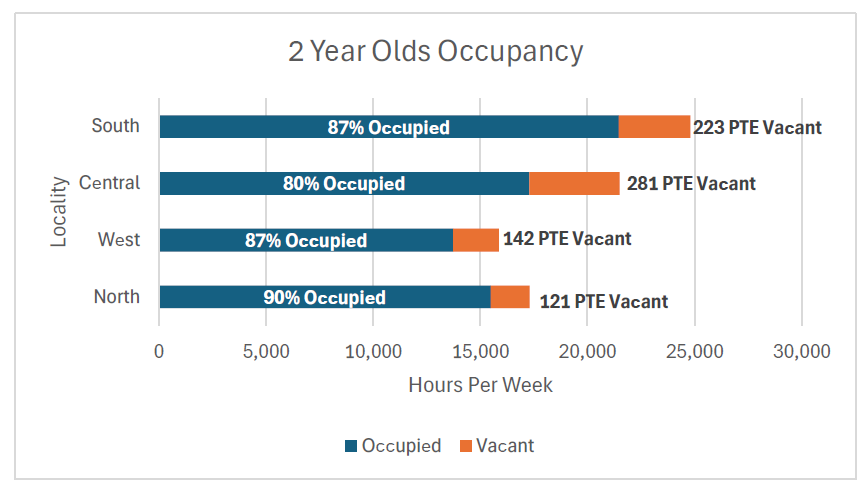 2 Year Olds Occupancy
South
87% Occupied
223 PTE Vacant
Central
80% Occupied
281 PTE Vacant
West
87% Occupied
142 PTE Vacant
North
90% Occupied
121 PTE Vacant
Locality
0 5,000 10,000 15,000 20,000 25,000 30,000
Hours Per Week
Occupied Vacant